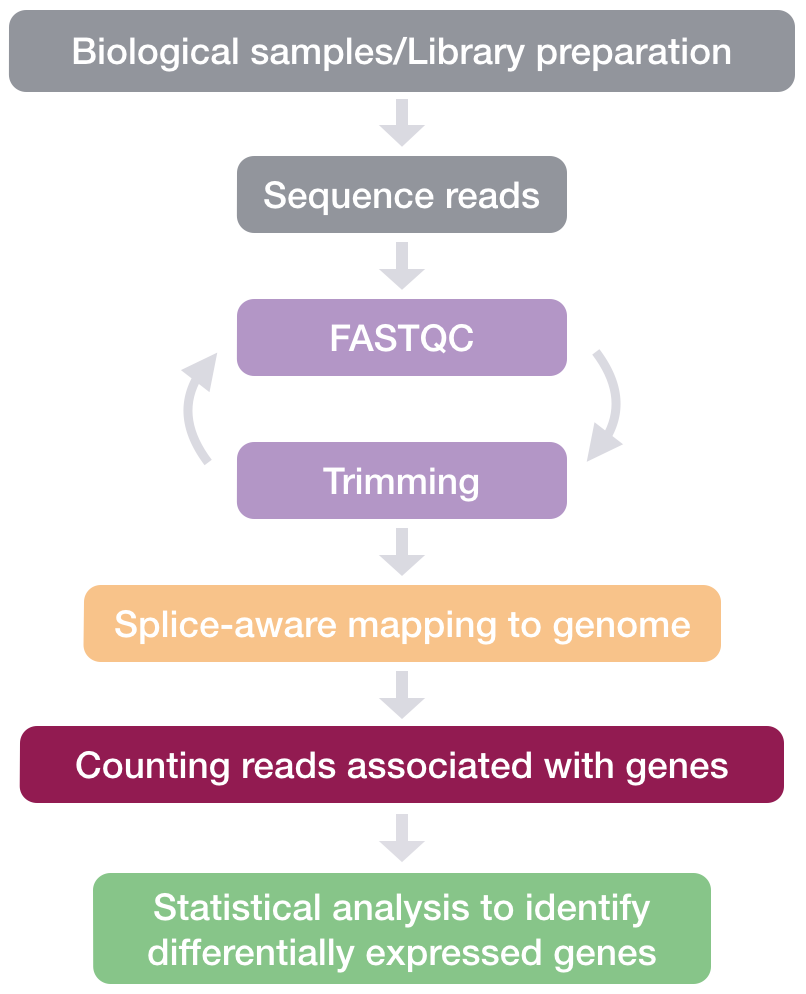 Biological samples/Library preparation
Sequence reads
FASTQC
Trimming
Splice-aware mapping to genome
Counting reads associated with genes
Statistical analysis to identify
differentially expressed genes